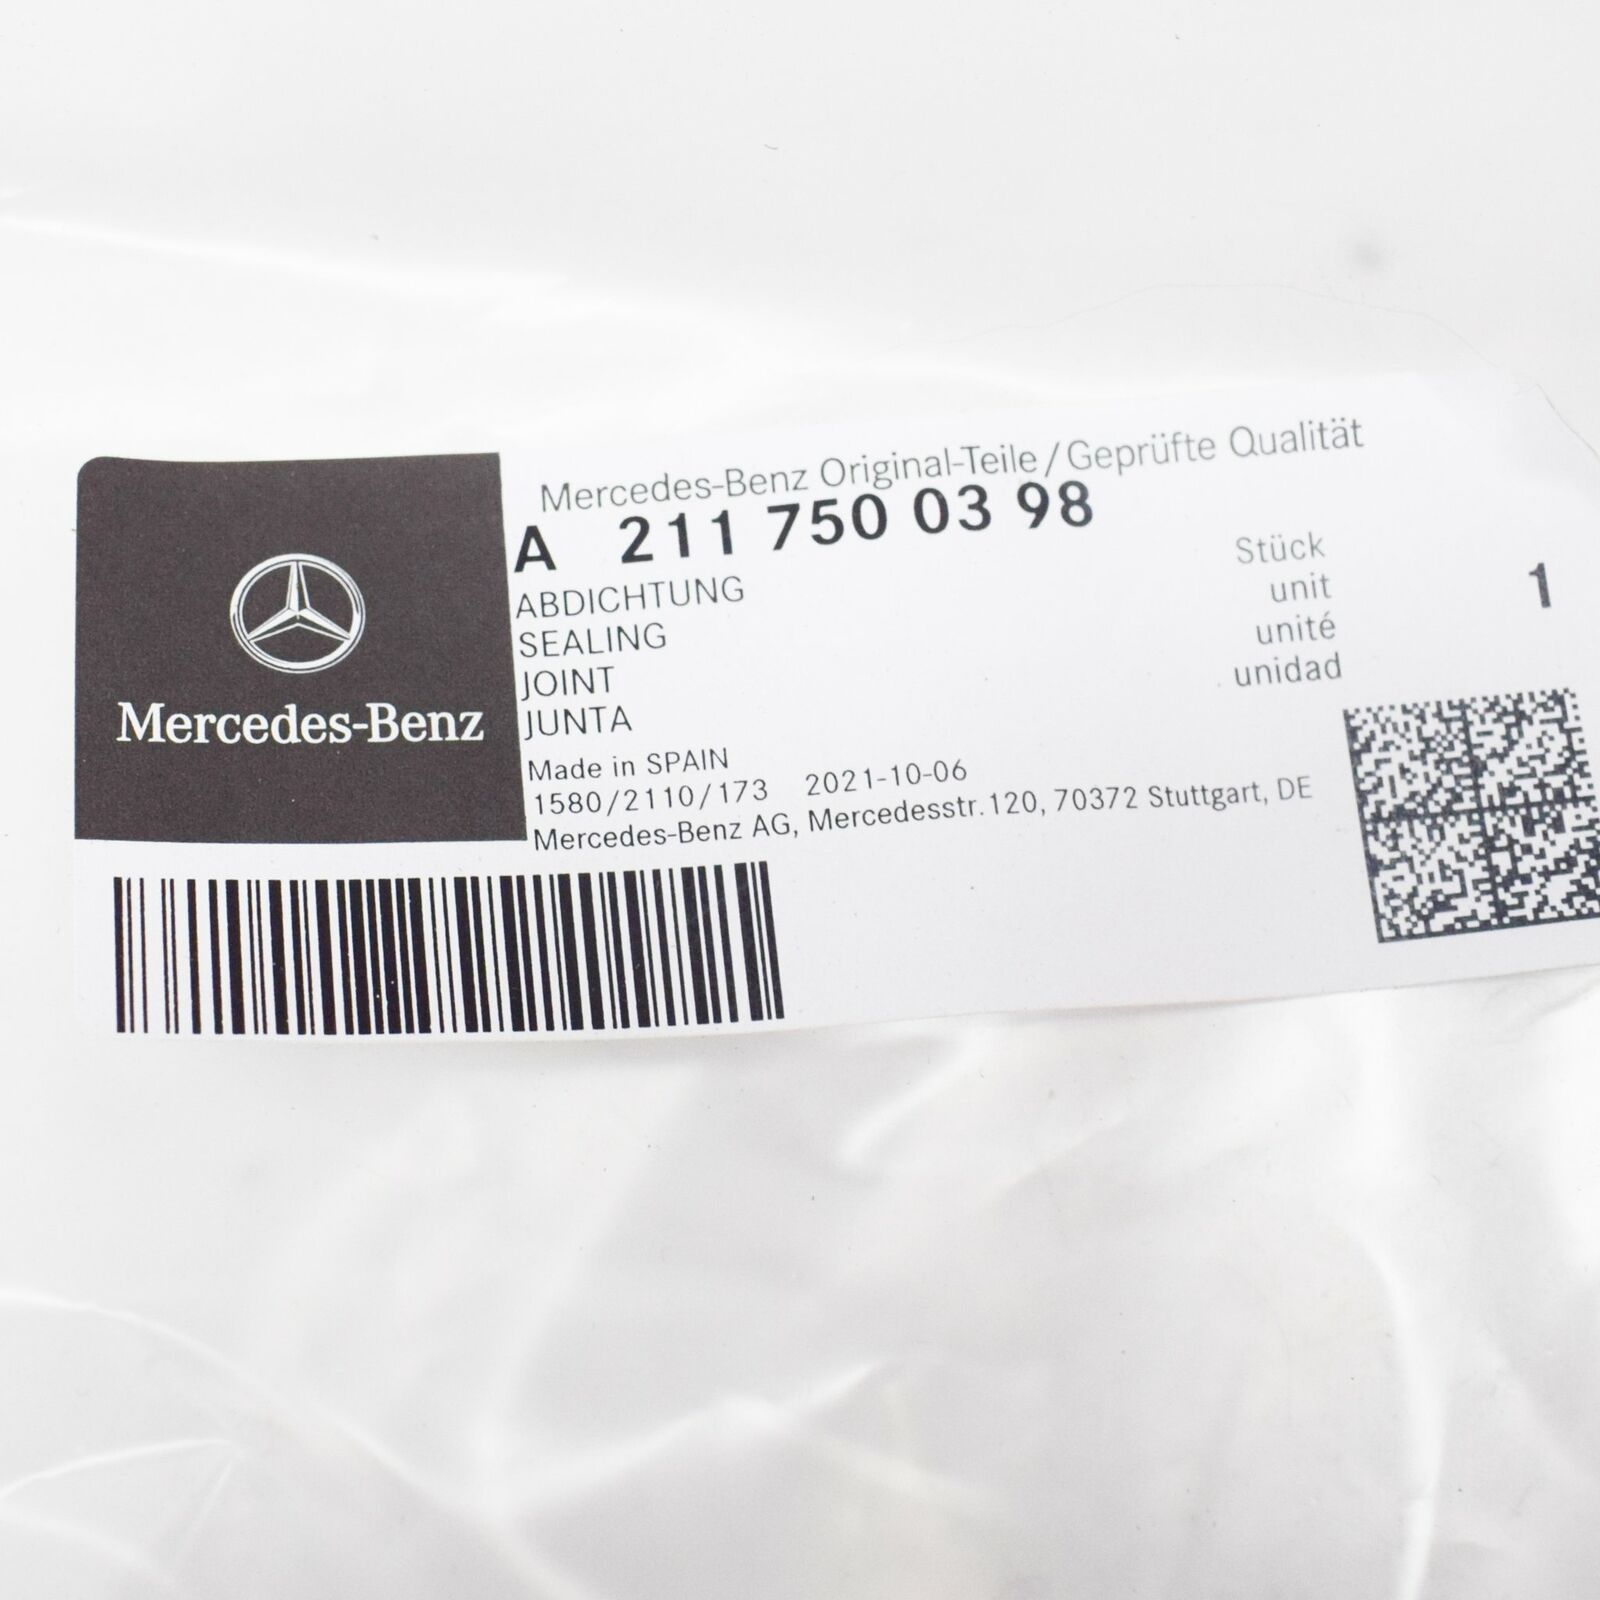 Mercedes-Benz
Mercedes-Benz Original-Teile / Geprüfte Qualität
A 211 750 03 98
ABDICHTUNG
SEALING
JOINT
JUNTA
Stück
unit
unité
unidad
1
Made in SPAIN
1580/2110/173 2021-10-06
Mercedes-Benz AG, Mercedesstr. 120, 70372 Stuttgart, DE